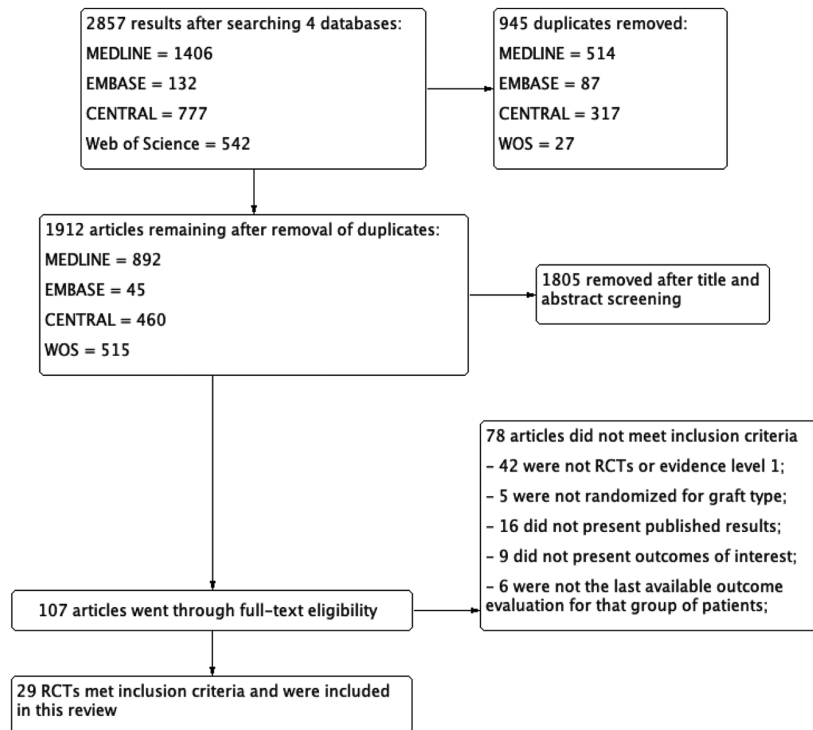 2857 results after searching 4 databases:
MEDLINE = 1406
EMBASE = 132
CENTRAL = 777
Web of Science = 542
945 duplicates removed:
MEDLINE = 514
EMBASE = 87
CENTRAL = 317
WOS = 27
1912 articles remaining after removal of duplicates:
MEDLINE = 892
EMBASE = 45
CENTRAL = 460
WOS = 515
1805 removed after title and
abstract screening
78 articles did not meet inclusion criteria
– 42 were not RCTs or evidence level 1;
– 5 were not randomized for graft type;
– 16 did not present published results;
– 9 did not present outcomes of interest;
– 6 were not the last available outcome
evaluation for that group of patients;
107 articles went through full-text eligibility
29 RCTs met inclusion criteria and were included
in this review